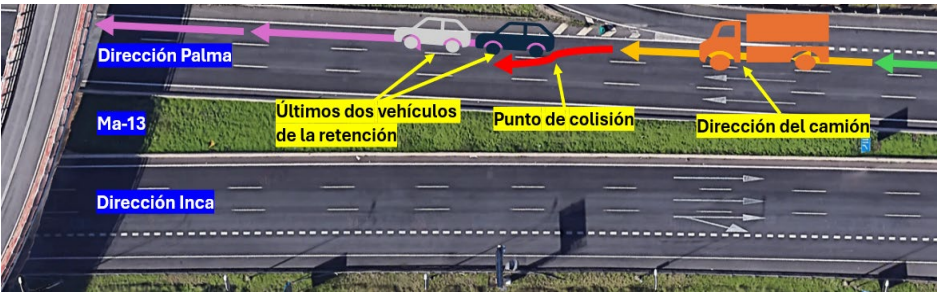 Dirección Palma
Últimos dos vehículos
de la retención
Punto de colisión
Dirección del camión
Ma-13
Dirección Inca